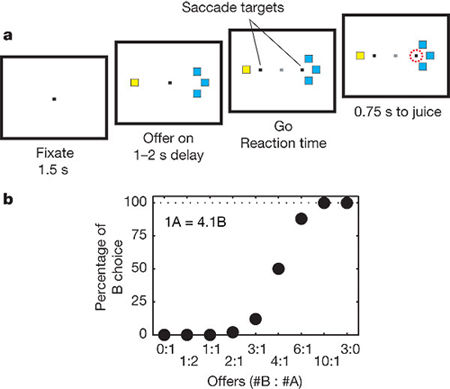 Saccade targets
a
Fixate
1.5 s
Offer on
1–2 s delay
Go
Reaction time
0.75 s to juice
b
Percentage of
B choice
100
75
50
25
0
1A = 4.1B
0:1 1:1 3:1 6:1 3:0
1:2 2:1 4:1 10:1
Offers (#B : #A)